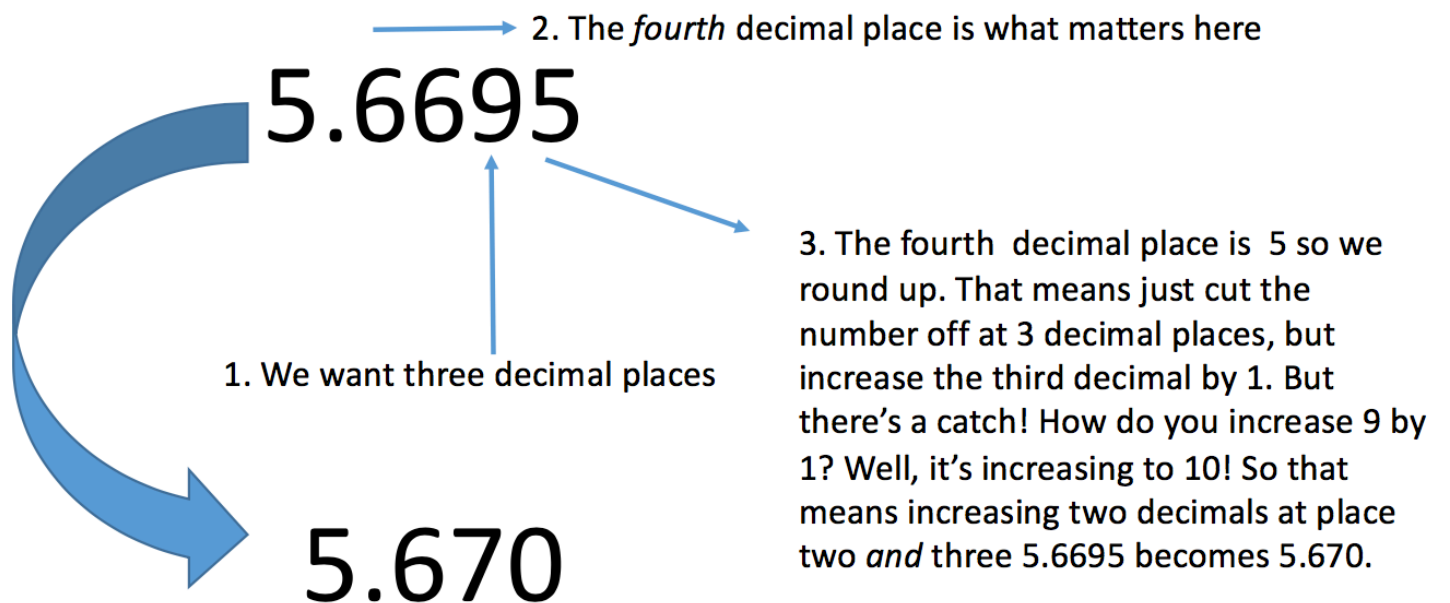 2. The fourth decimal place is what matters here
5.6695
1. We want three decimal places
3. The fourth decimal place is 5 so we
round up. That means just cut the
number off at 3 decimal places, but
increase the third decimal by 1. But
there’s a catch! How do you increase 9 by
1? Well, it’s increasing to 10! So that
means increasing two decimals at place
two and three 5.6695 becomes 5.670.
5.670